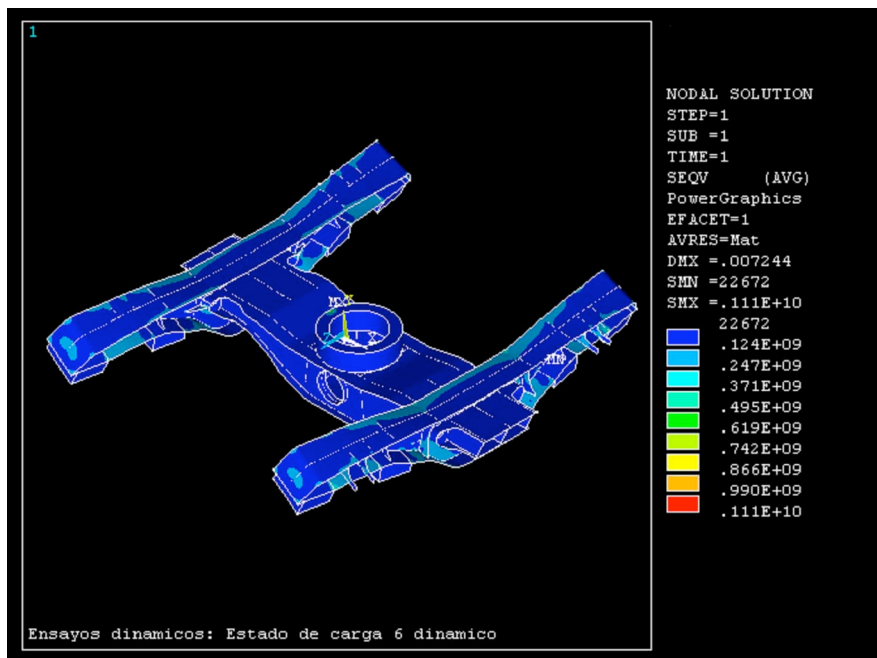 1
NODAL SOLUTION
STEP=1
SUB =1
TIME=1
SEQV (AVG)
PowerGraphics
EFACET=1
AVRES=Mat
DMX =.007244
SMN =22672
SMX =.111E+10
22672
.124E+09
.247E+09
.371E+09
.495E+09
.619E+09
.742E+09
.866E+09
.990E+09
.111E+10
MN
Ensayos dinamicos: Estado de carga 6 dinamico